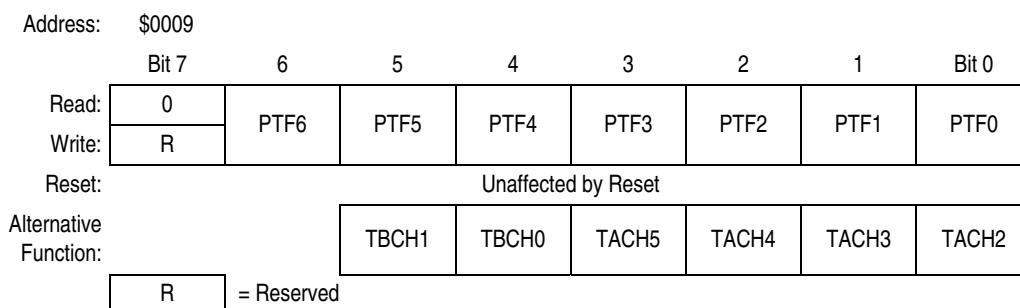 Address: $0009
Bit 7 6 5 4 3 2 1 Bit 0
Read: 0 PTF6 PTF5 PTF4 PTF3 PTF2 PTF1 PTF0
Write: R
Reset: Unaffected by Reset
Alternative
Function: TBCH1 TBCH0 TACH5 TACH4 TACH3 TACH2
R = Reserved